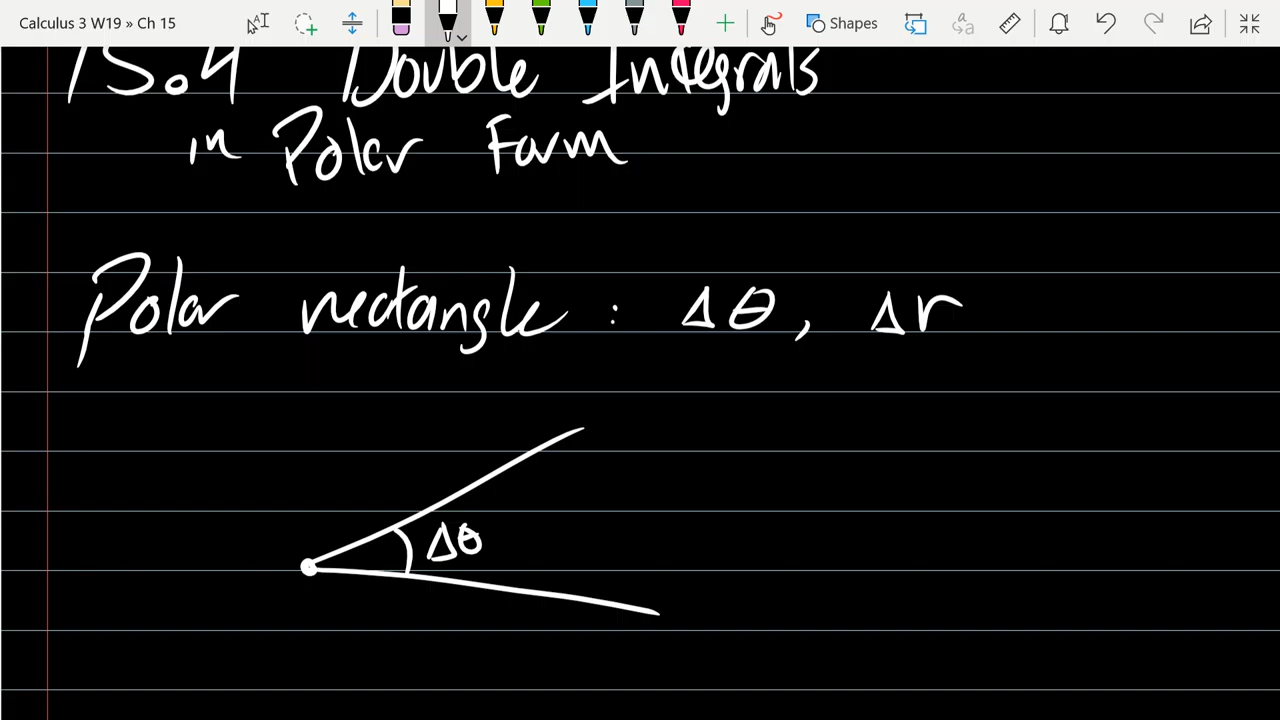 Calculus 3 W19 » Ch 15
Shapes
15.4 Double Integrals
in Polar Form
Polar rectangle : Δθ, Δr
Δθ